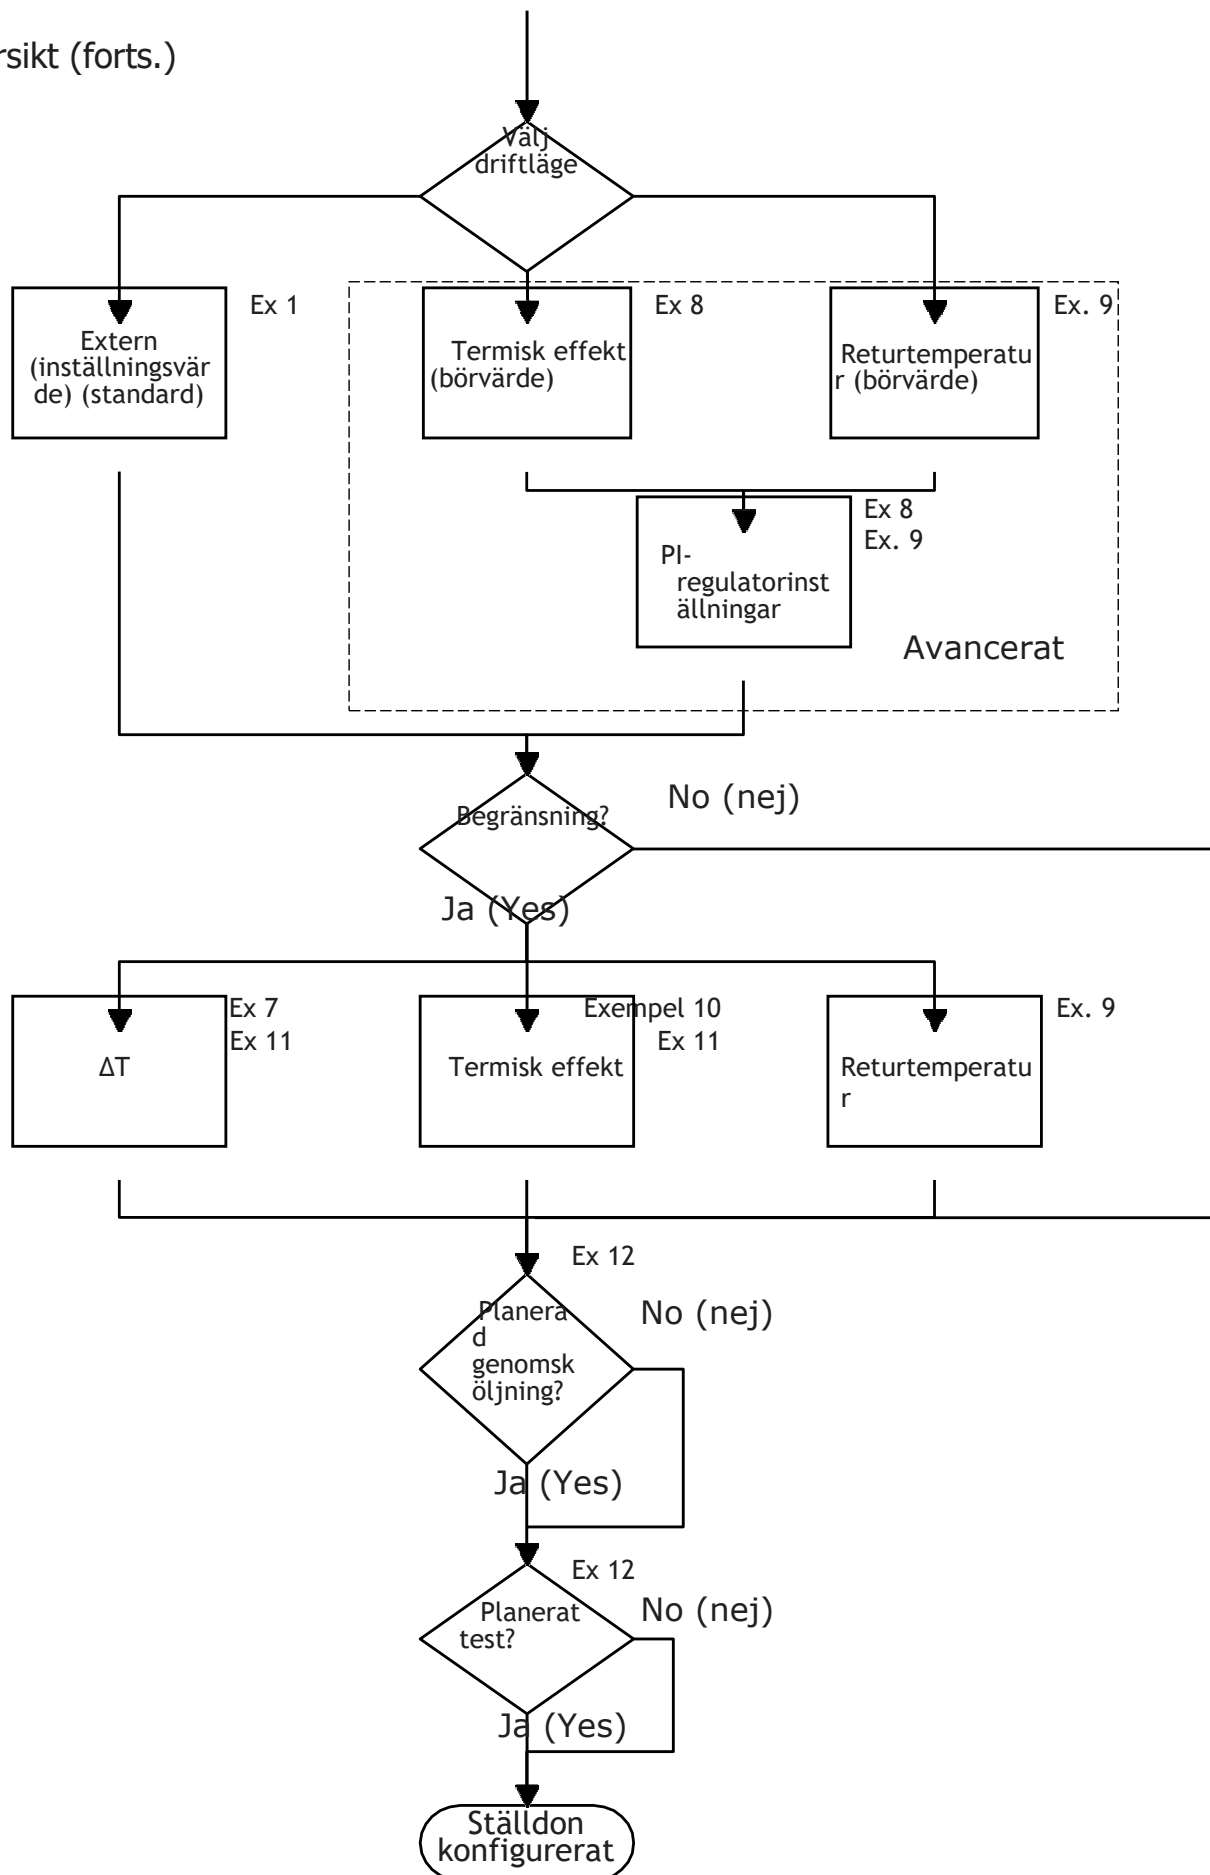 rsikt (forts.)
Välj
driftläge
Ex 1
Ex 8
Ex. 9
Extern
(inställningsvär
de) (standard)
Termisk effekt
(börvärde)
Returtemperatu
r (börvärde)
Ex 8
Ex. 9
PI-
regulatorinst
ällningar
Avancerat
Begränsning?
No (nej)
Ja (Yes)
Ex 7
Ex 11
ΔT
Exempel 10
Ex 11
Termisk effekt
Ex. 9
Returtemperatu
r
Ex 12
Planera
d
genomsk
öljning?
No (nej)
Ja (Yes)
Ex 12
Planerat
test?
No (nej)
Ja (Yes)
Ställdon
konfigurerat